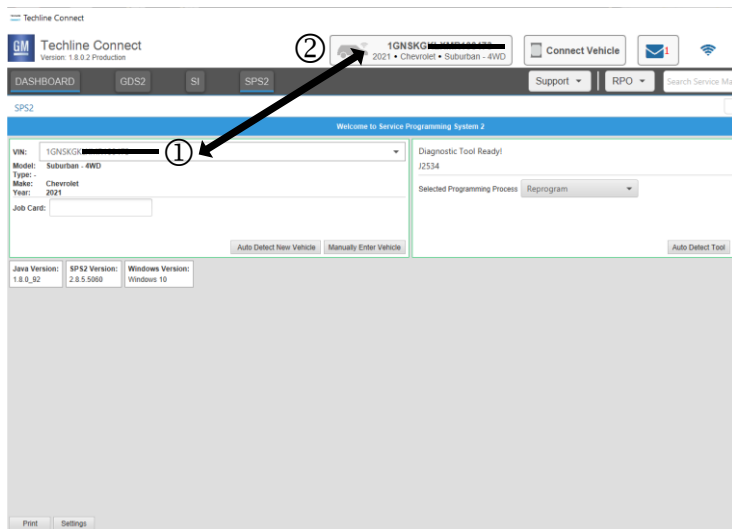 Techline Connect
GM
Techline Connect
Version: 1.8.0.2 Production
②
2021 • Chevrolet • Suburban - 4WD
Connect Vehicle
1
DASHBOARD GDS2 SI SPS2
Support RPO Search Service Ma
SPS2
Welcome to Service Programming System 2
VIN: 1GNSKGK ①
Model: Suburban - 4WD
Type: -
Make: Chevrolet
Year: 2021
Job Card:
Auto Detect New Vehicle Manually Enter Vehicle
Diagnostic Tool Ready!
J2534
Selected Programming Process Reprogram
Auto Detect Tool
Java Version: SPS2 Version: Windows Version:
1.8.0_92 2.8.5.5060 Windows 10
Print Settings